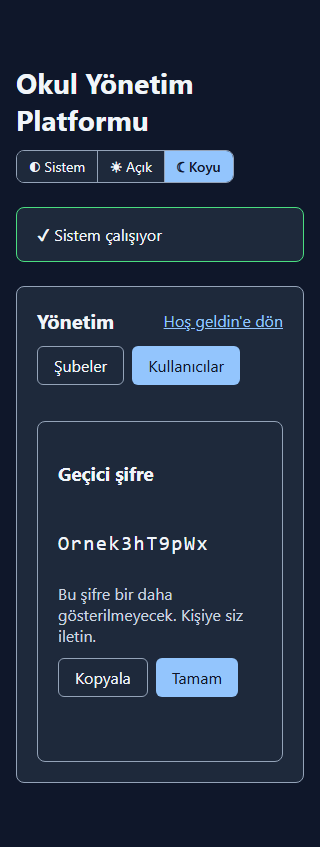 Okul Yönetim
Platformu
◐ Sistem ☀ Açık ☾ Koyu
✓ Sistem çalışıyor
Yönetim Hoş geldin'e dön
Şubeler Kullanıcılar
Geçici şifre
Ornek3hT9pWx
Bu şifre bir daha
gösterilmeyecek. Kişiye siz
iletin.
Kopyala Tamam